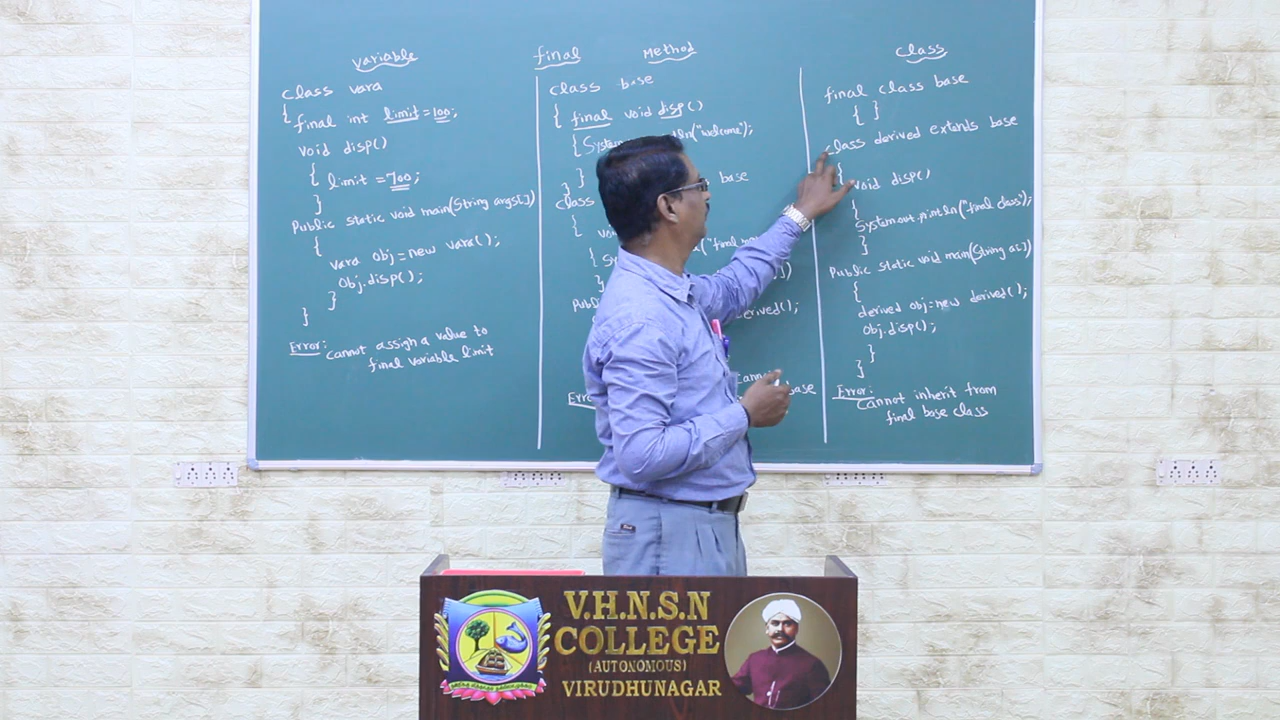 final
Variable
class vara
{
final int limit = 100;
void disp()
{ limit = 700;
}
Public static void main(String args[])
{
vara obj = new vara();
obj.disp();
}
}
Error: Cannot assign a value to
final variable limit
Method
class base
{ final void disp()
{ ln("welcome");
}
}
class base
{
{
}
erived();
base
Class
final class base
{ }
class derived extends base
{
void disp()
{
System.out.println("final class");
}
Public static void main(String a[])
{
derived obj = new derived();
obj.disp();
}
}
Error:
Cannot inherit from
final base class
V.H.N.S.N
COLLEGE
(AUTONOMOUS)
VIRUDHUNAGAR